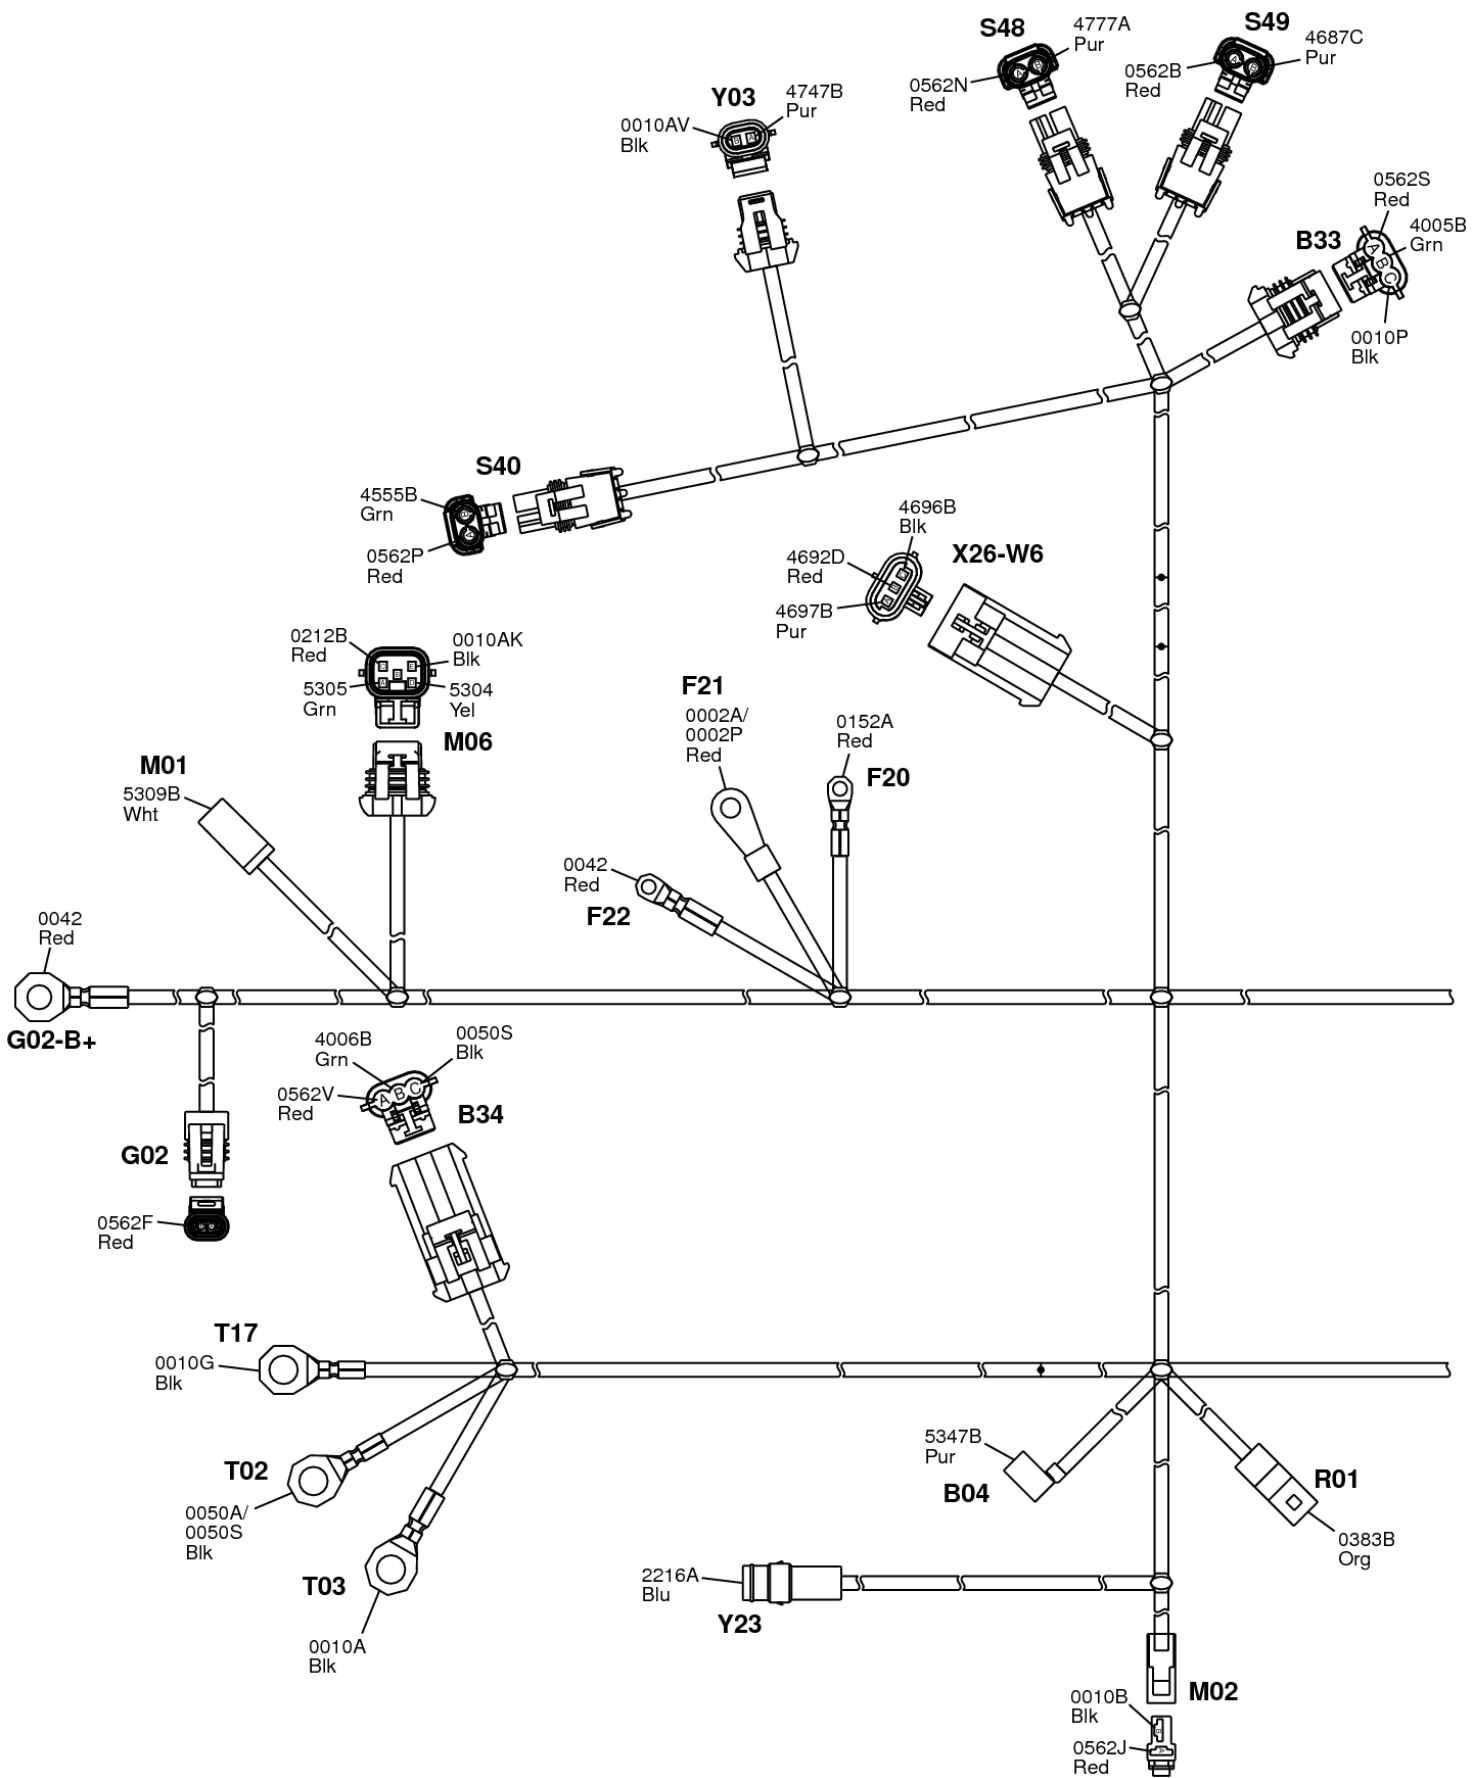 S48
4777A
Pur
0562N
Red
S49
4687C
Pur
0562B
Red
Y03
4747B
Pur
0010AV
Blk
B
A
A
B
A
B
0562S
Red
4005B
Grn
B33
A
B
C
0010P
Blk
S40
4555B
Grn
B
A
0562P
Red
4696B
Blk
4692D
Red
X26-W6
4697B
Pur
0212B
Red
0010AK
Blk
5305
Grn
5304
Yel
C
E
B
A
D
M06
M01
5309B
Wht
F21
0002A/
0002P
Red
0152A
Red
F20
0042
Red
F22
0042
Red
G02-B+
4006B
Grn
0050S
Blk
0562V
Red
A
B
C
B34
G02
0562F
Red
T17
0010G
Blk
T02
0050A/
0050S
Blk
T03
0010A
Blk
5347B
Pur
B04
R01
0383B
Org
2216A
Blu
Y23
M02
0010B
Blk
0562J
Red